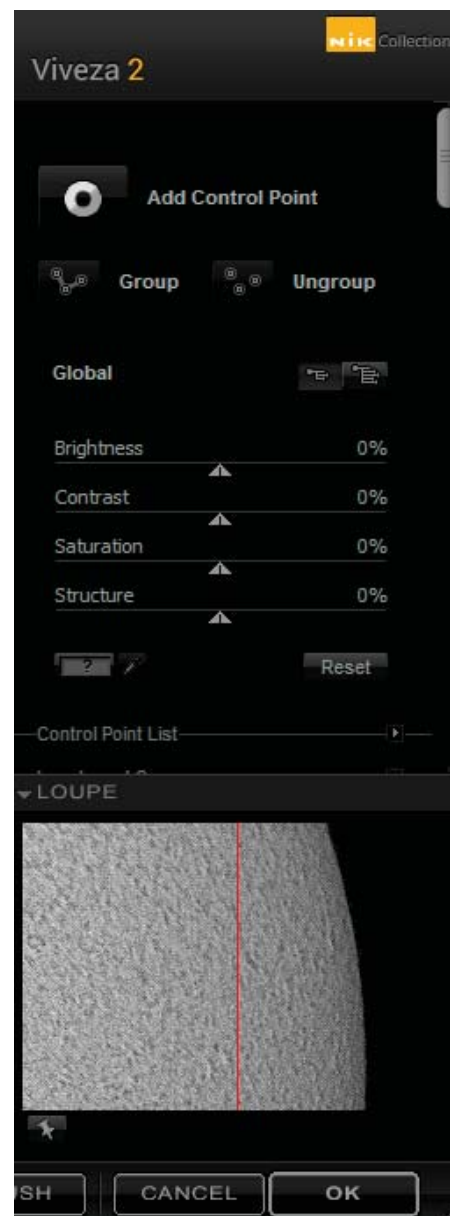 NiK Collection
Viveza 2
Add Control Point
Group Ungroup
Global
Brightness 0%
Contrast 0%
Saturation 0%
Structure 0%
? Reset
Control Point List
LOUPE
SH CANCEL OK